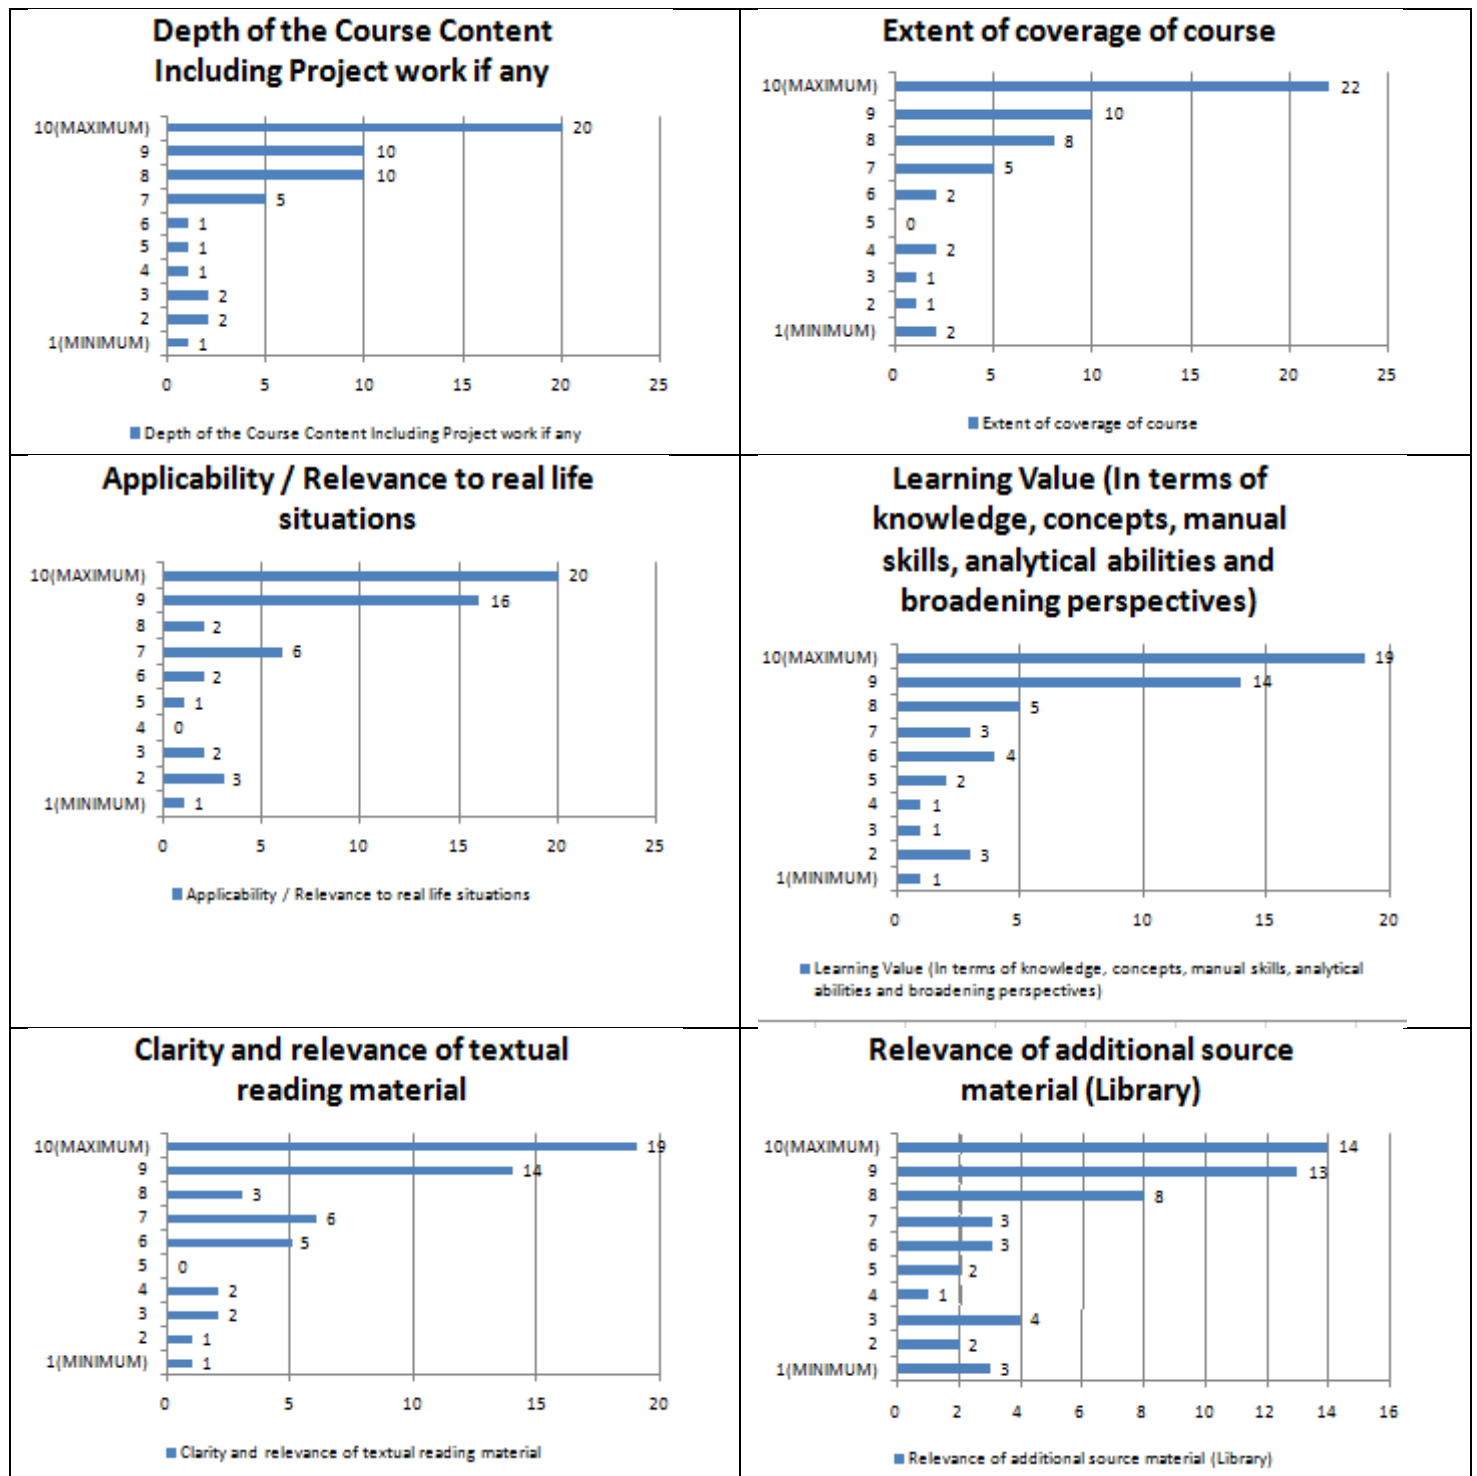 Depth of the Course Content
Including Project work if any
10(MAXIMUM) 20
9 10
8 10
7 5
6 1
5 1
4 1
3 2
2 2
1(MINIMUM) 1
0 5 10 15 20 25
Depth of the Course Content Including Project work if any
Extent of coverage of course
10(MAXIMUM) 22
9 10
8 8
7 5
6 2
5 0
4 2
3 1
2 1
1(MINIMUM) 2
0 5 10 15 20 25
Extent of coverage of course
Applicability / Relevance to real life
situations
10(MAXIMUM) 20
9 16
8 2
7 6
6 2
5 1
4 0
3 2
2 3
1(MINIMUM) 1
0 5 10 15 20 25
Applicability / Relevance to real life situations
Learning Value (In terms of
knowledge, concepts, manual
skills, analytical abilities and
broadening perspectives)
10(MAXIMUM) 19
9 14
8 5
7 3
6 4
5 2
4 1
3 1
2 3
1(MINIMUM) 1
0 5 10 15 20
Learning Value (In terms of knowledge, concepts, manual skills, analytical
abilities and broadening perspectives)
Clarity and relevance of textual
reading material
10(MAXIMUM) 19
9 14
8 3
7 6
6 5
5 0
4 2
3 2
2 1
1(MINIMUM) 1
0 5 10 15 20
Clarity and relevance of textual reading material
Relevance of additional source
material (Library)
10(MAXIMUM) 14
9 13
8 8
7 3
6 3
5 2
4 1
3 4
2 2
1(MINIMUM) 3
0 2 4 6 8 10 12 14 16
Relevance of additional source material (Library)